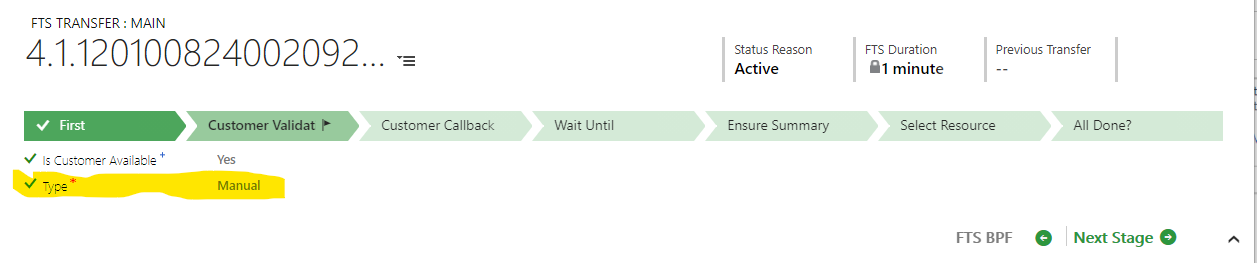 FTS TRANSFER : MAIN
4.1.120100824002092...
Status Reason
Active
FTS Duration
1 minute
Previous Transfer
--
First
Customer Validat
Customer Callback
Wait Until
Ensure Summary
Select Resource
All Done?
Is Customer Available + Yes
Type * Manual
FTS BPF
Next Stage